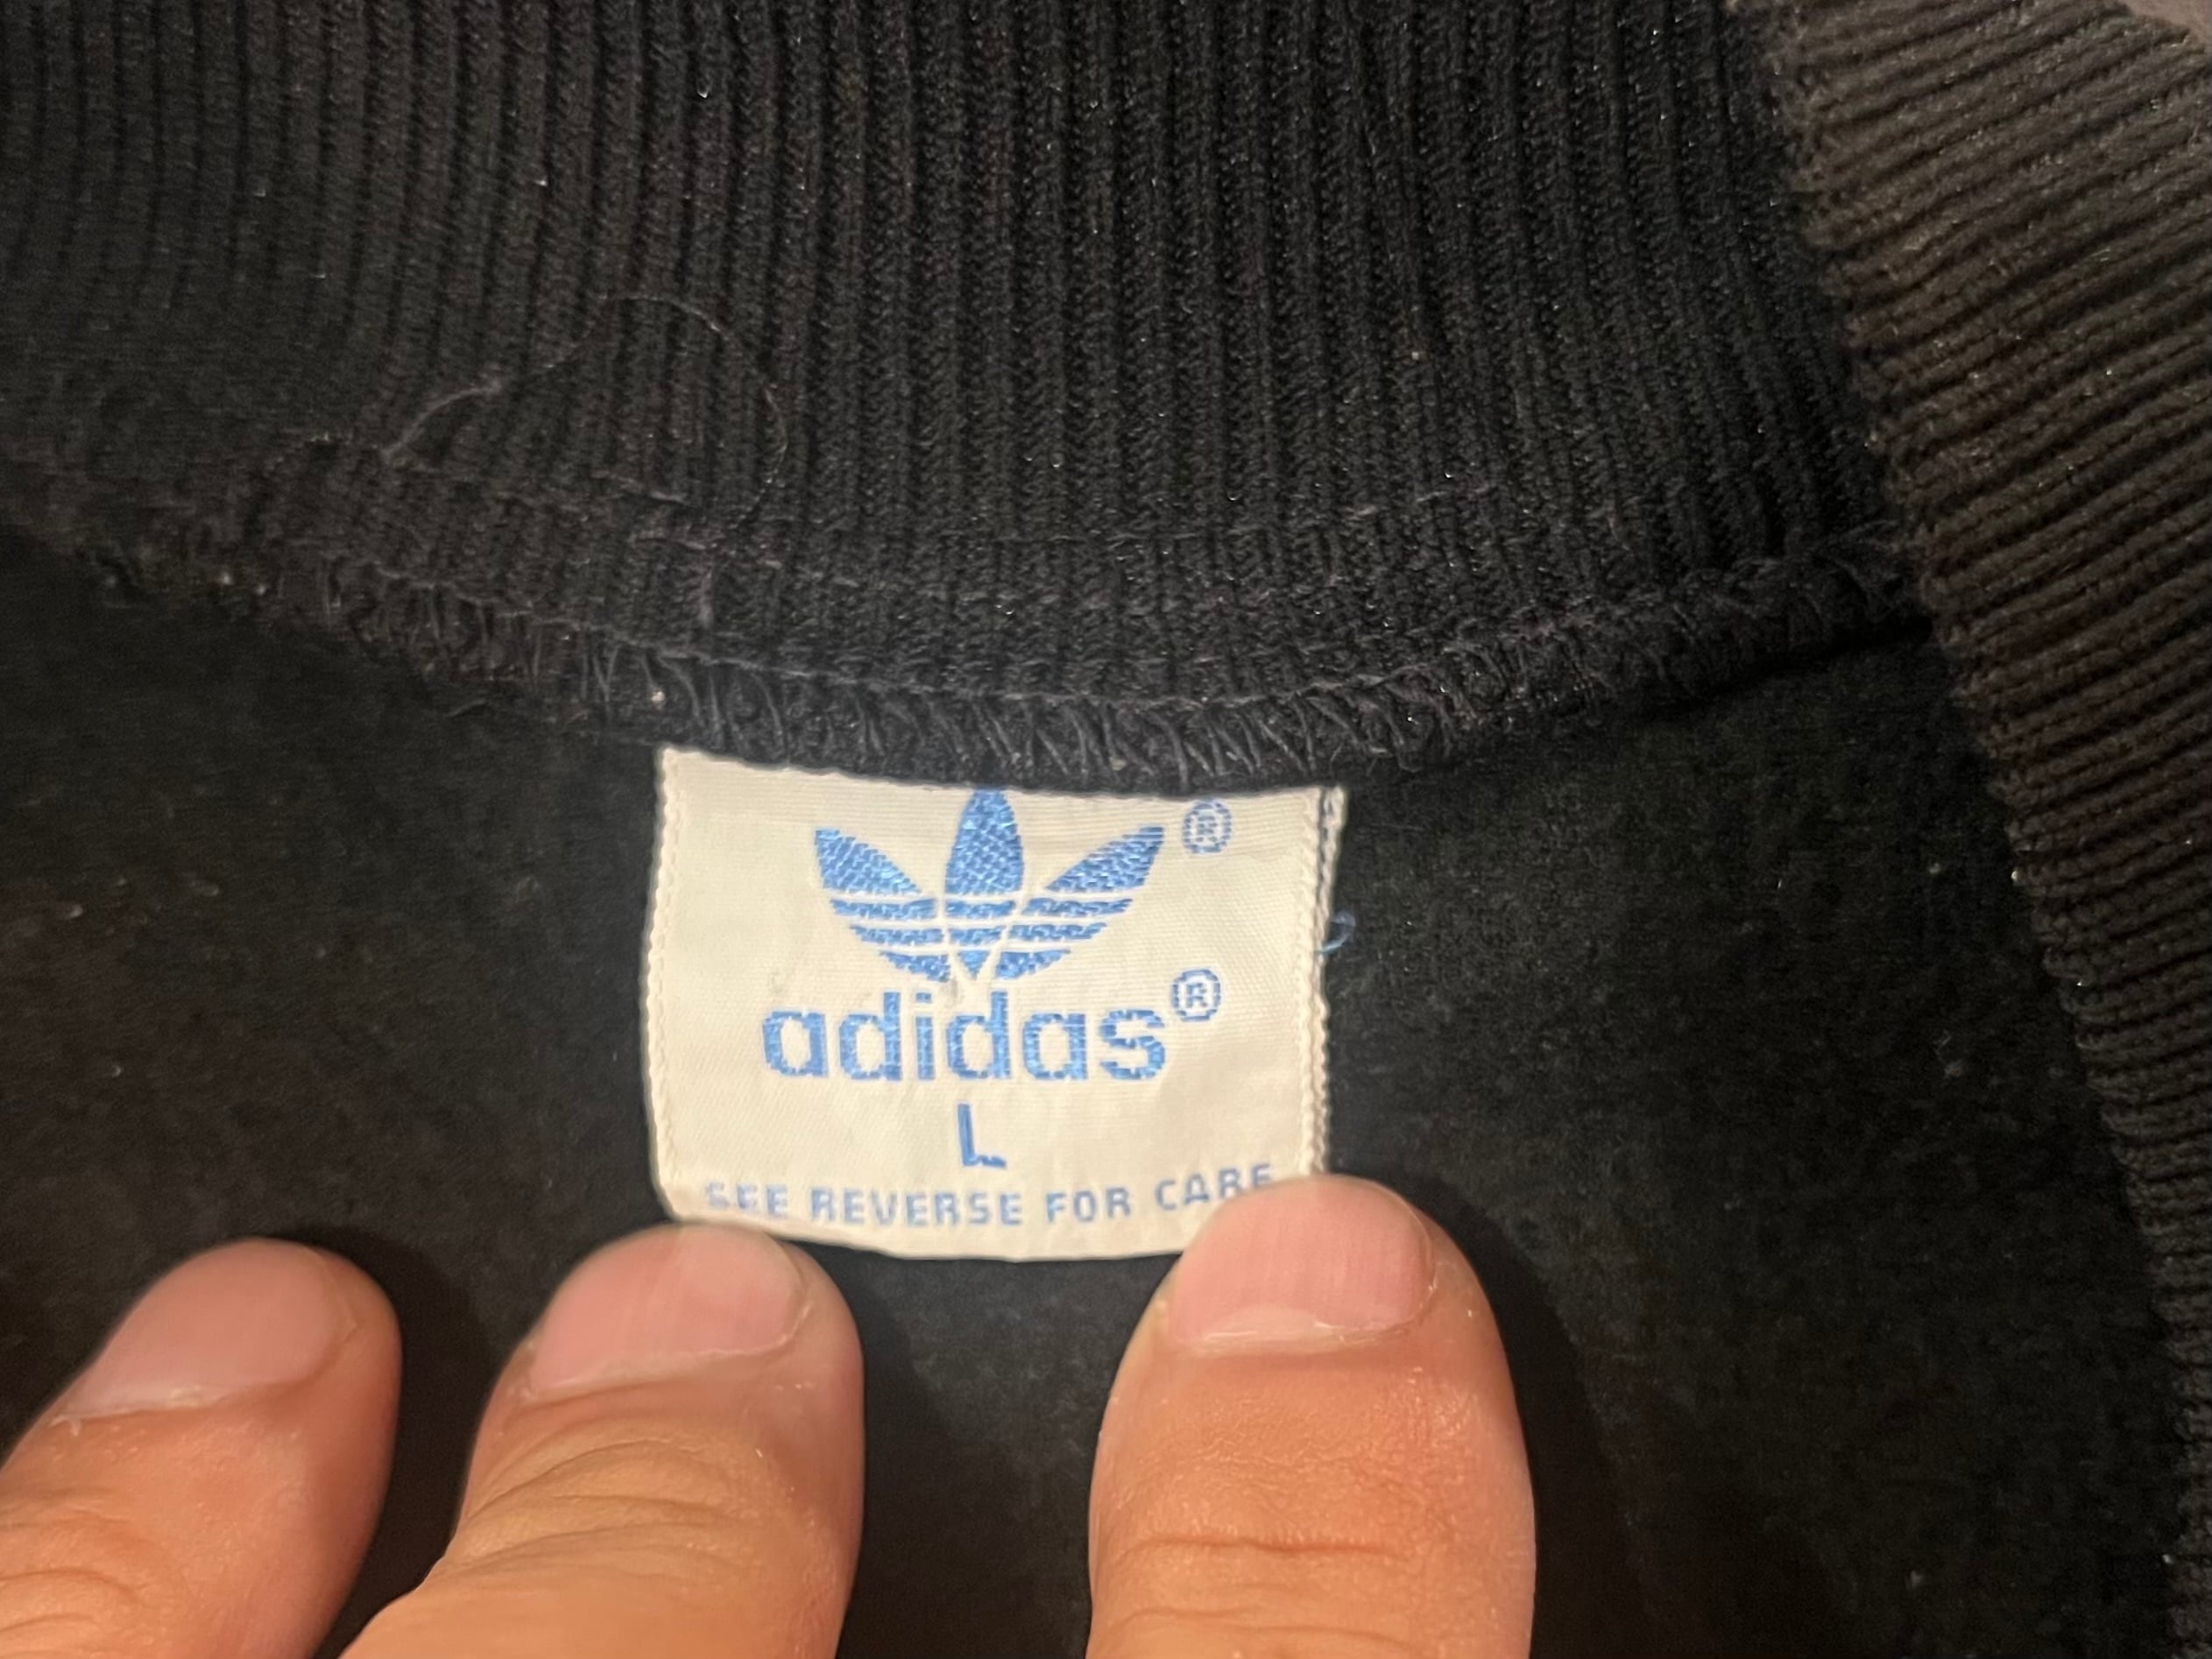 ®
adidas®
L
SEE REVERSE FOR CARE